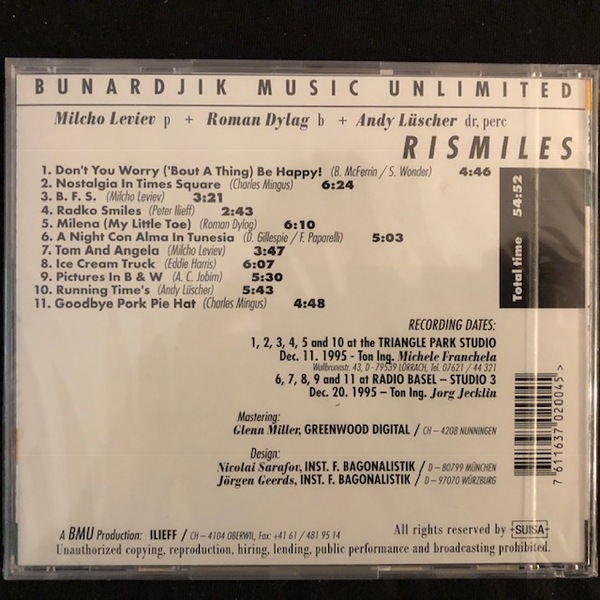 BUNARDJIK MUSIC UNLIMITED
Milcho Leviev p + Roman Dylag b + Andy Lüscher dr, perc
RISMILES
1. Don't You Worry ('Bout A Thing) Be Happy! (B. McFerrin / S. Wonder) 4:46
2. Nostalgia In Times Square (Charles Mingus) 6:24
3. B. F. S. (Milcho Leviev) 3:21
4. Radko Smiles (Peter Ilieff) 2:43
5. Milena (My Little Toe) (Roman Dylog) 6:10
6. A Night Con Alma In Tunesia (D. Gillespie / F. Paparelli) 5:03
7. Tom And Angela (Milcho Leviev) 3:47
8. Ice Cream Truck (Eddie Harris) 6:07
9. Pictures In B & W (A. C. Jobim) 5:30
10. Running Time's (Andy Lüscher) 5:43
11. Goodbye Pork Pie Hat (Charles Mingus) 4:48
Total time 54:52
RECORDING DATES:
1, 2, 3, 4, 5 and 10 at the TRIANGLE PARK STUDIO
Dec. 11. 1995 - Ton Ing. Michele Franchela
Wallbrunnstr. 43, D - 79539 LÖRRACH, Tel. 07621 / 44 321
6, 7, 8, 9 and 11 at RADIO BASEL – STUDIO 3
Dec. 20. 1995 – Ton Ing. Jorg Jecklin
Mastering:
Glenn Miller, GREENWOOD DIGITAL / CH – 4208 NUNNINGEN
Design:
Nicolai Sarafov, INST. F. BAGONALISTIK / D – 80799 MÜNCHEN
Jörgen Geerds, INST. F. BAGONALISTIK / D – 97070 WÜRZBURG
7 611637 020045 >
A BMU Production: ILIEFF / CH – 4104 OBERWIL, Fax: +41 61 / 481 95 14
All rights reserved by SUISA
Unauthorized copying, reproduction, hiring, lending, public performance and broadcasting prohibited.